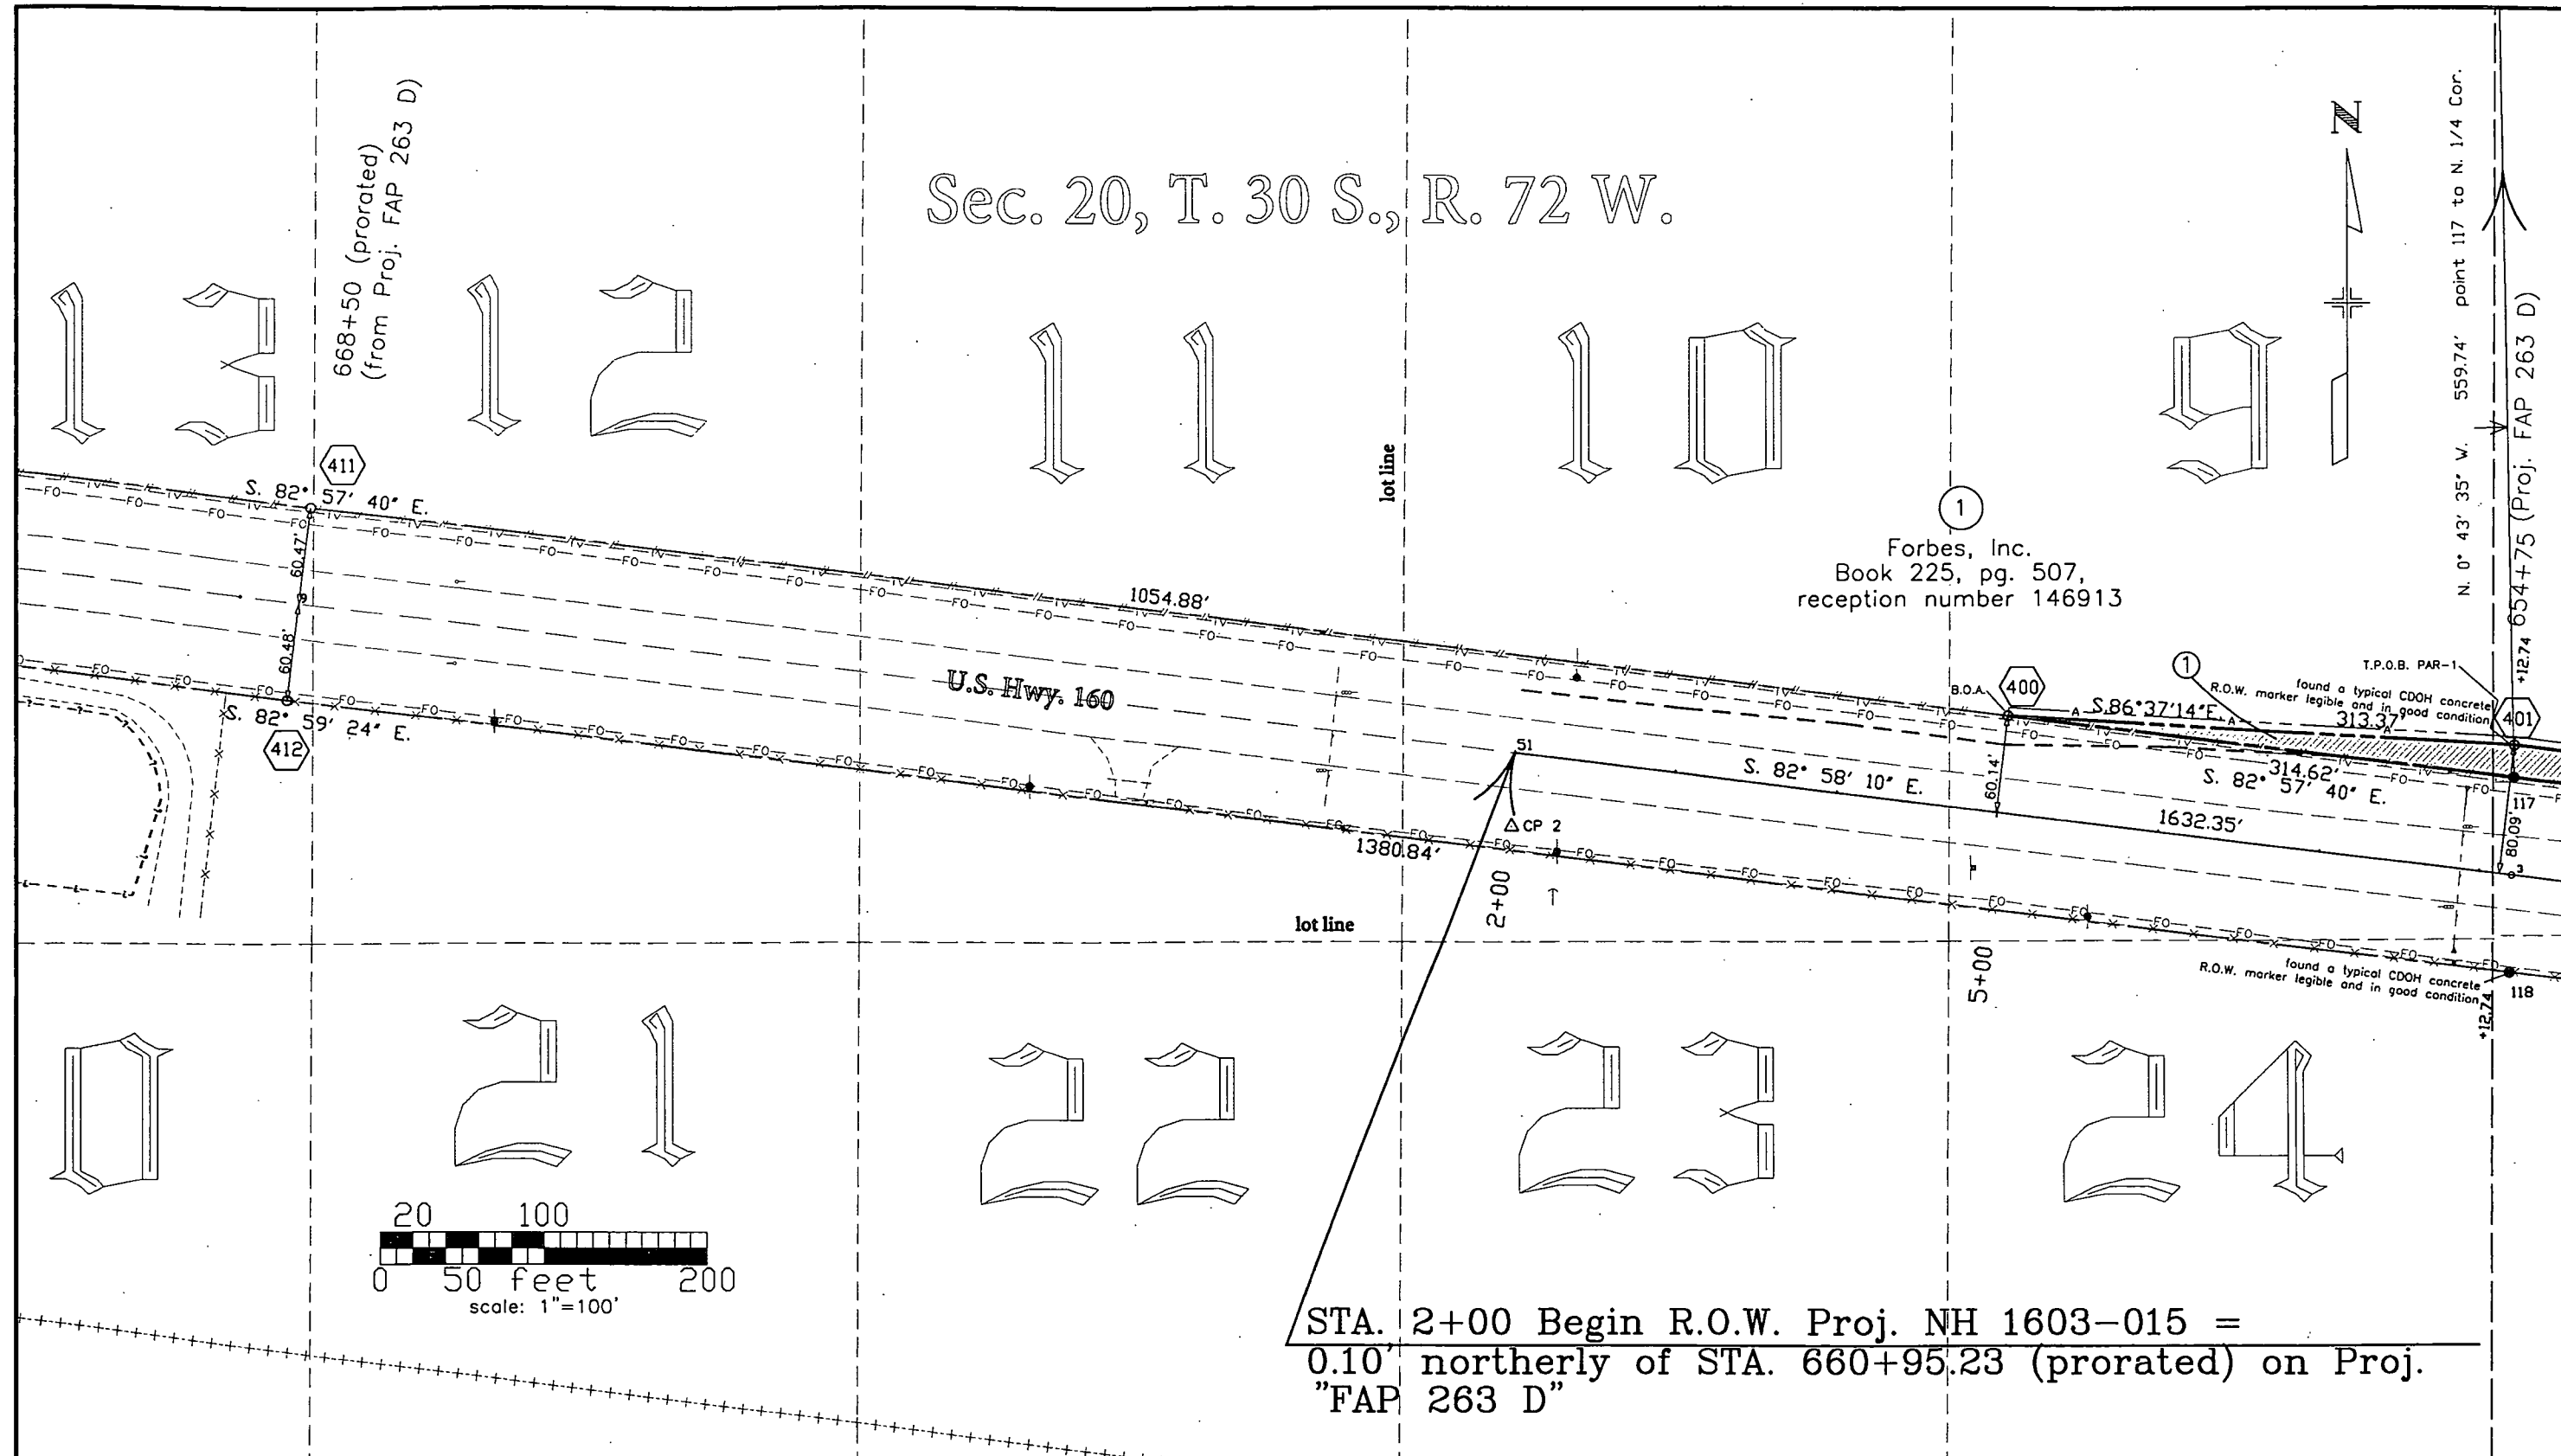 Sec. 20, T. 30 S., R. 72 W.
N
668+50 (prorated)
(from Proj. FAP 263 D)
N. 0° 43' 35" W. 559.74' point 117 to N. 1/4 Cor.
+12.74 654+75 (Proj. FAP 263 D)
13
12
11
10
9
lot line
411
S. 82° 57' 40" E.
60.47'
9
60.48'
S. 82° 59' 24" E.
412
1054.88'
U.S. Hwy. 160
1
Forbes, Inc.
Book 225, pg. 507,
reception number 146913
1
T.P.O.B. PAR-1
found a typical CDOH concrete
R.O.W. marker legible and in good condition
B.O.A.
400
S.86°37'14"E.
313.37'
401
51
S. 82° 58' 10" E.
60.14'
314.62'
S. 82° 57' 40" E.
117
CP 2
1632.35'
80.09'
3
1380.84'
2+00
lot line
5+00
found a typical CDOH concrete
R.O.W. marker legible and in good condition
118
+12.74
0
21
22
23
24
20 100
0 50 feet 200
scale: 1"=100'
STA. 2+00 Begin R.O.W. Proj. NH 1603-015 =
0.10' northerly of STA. 660+95.23 (prorated) on Proj.
"FAP 263 D"